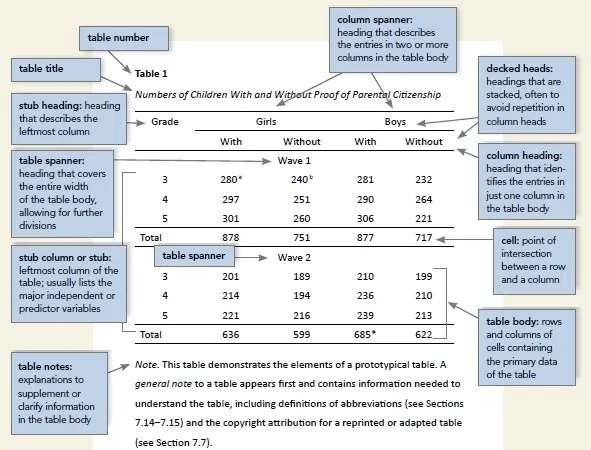 column spanner:
heading that describes
the entries in two or more
columns in the table body
table number
table title
Table 1
Numbers of Children With and Without Proof of Parental Citizenship
decked heads:
headings that are
stacked, often to
avoid repetition in
column heads
stub heading: heading
that describes the
leftmost column
Grade Girls Boys
With Without With Without
table spanner:
heading that covers
the entire width
of the table body,
allowing for further
divisions
column heading:
heading that iden-
tifies the entries in
just one column in
the table body
Wave 1
3 280ᵃ 240ᵇ 281 232
4 297 251 290 264
5 301 260 306 221
Total 878 751 877 717
cell: point of
intersection
between a row
and a column
stub column or stub:
leftmost column of the
table; usually lists the
major independent or
predictor variables
table spanner
Wave 2
3 201 189 210 199
4 214 194 236 210
5 221 216 239 213
Total 636 599 685* 622
table body: rows
and columns of
cells containing
the primary data
of the table
table notes:
explanations to
supplement or
clarify information
in the table body
Note. This table demonstrates the elements of a prototypical table. A
general note to a table appears first and contains information needed to
understand the table, including definitions of abbreviations (see Sections
7.14–7.15) and the copyright attribution for a reprinted or adapted table
(see Section 7.7).